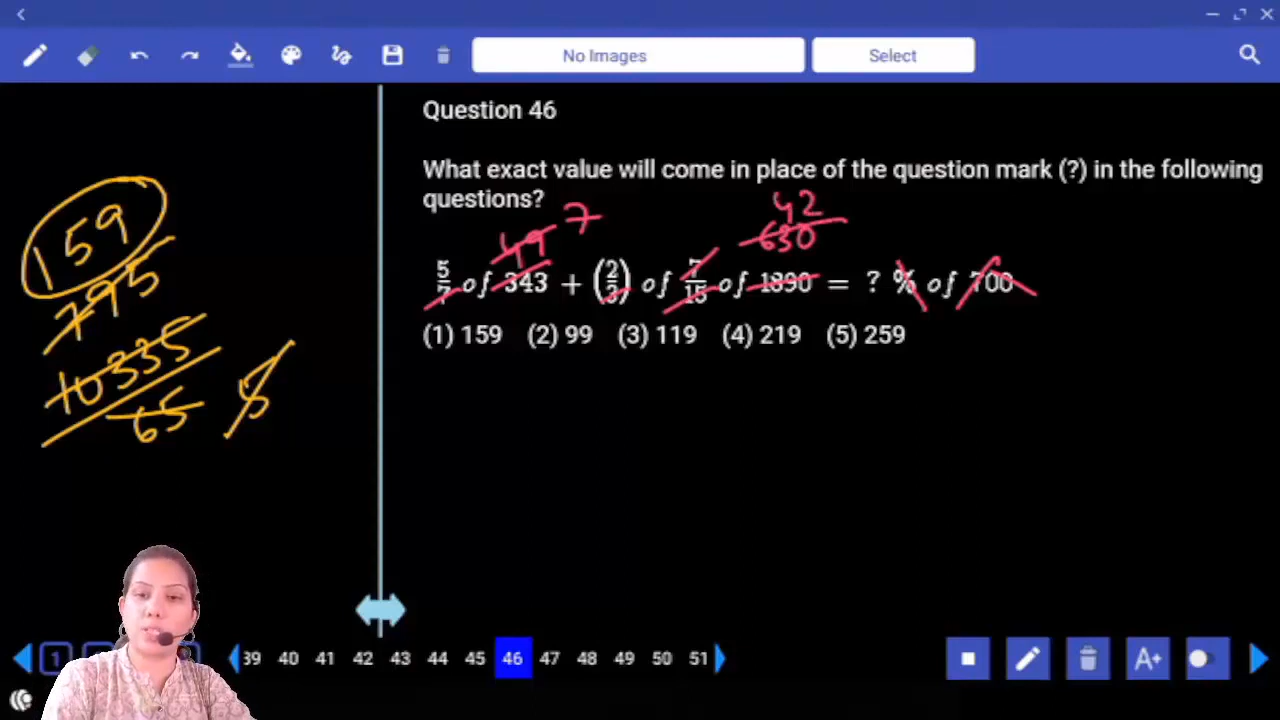 No Images
Select
Question 46
What exact value will come in place of the question mark (?) in the following
questions?
42
7
49
630
5/7 of 343 + (2/3) of 7/15 of 1890 = ? % of 700
(1) 159 (2) 99 (3) 119 (4) 219 (5) 259
159
795
10335
65
39 40 41 42 43 44 45 46 47 48 49 50 51
1
A+